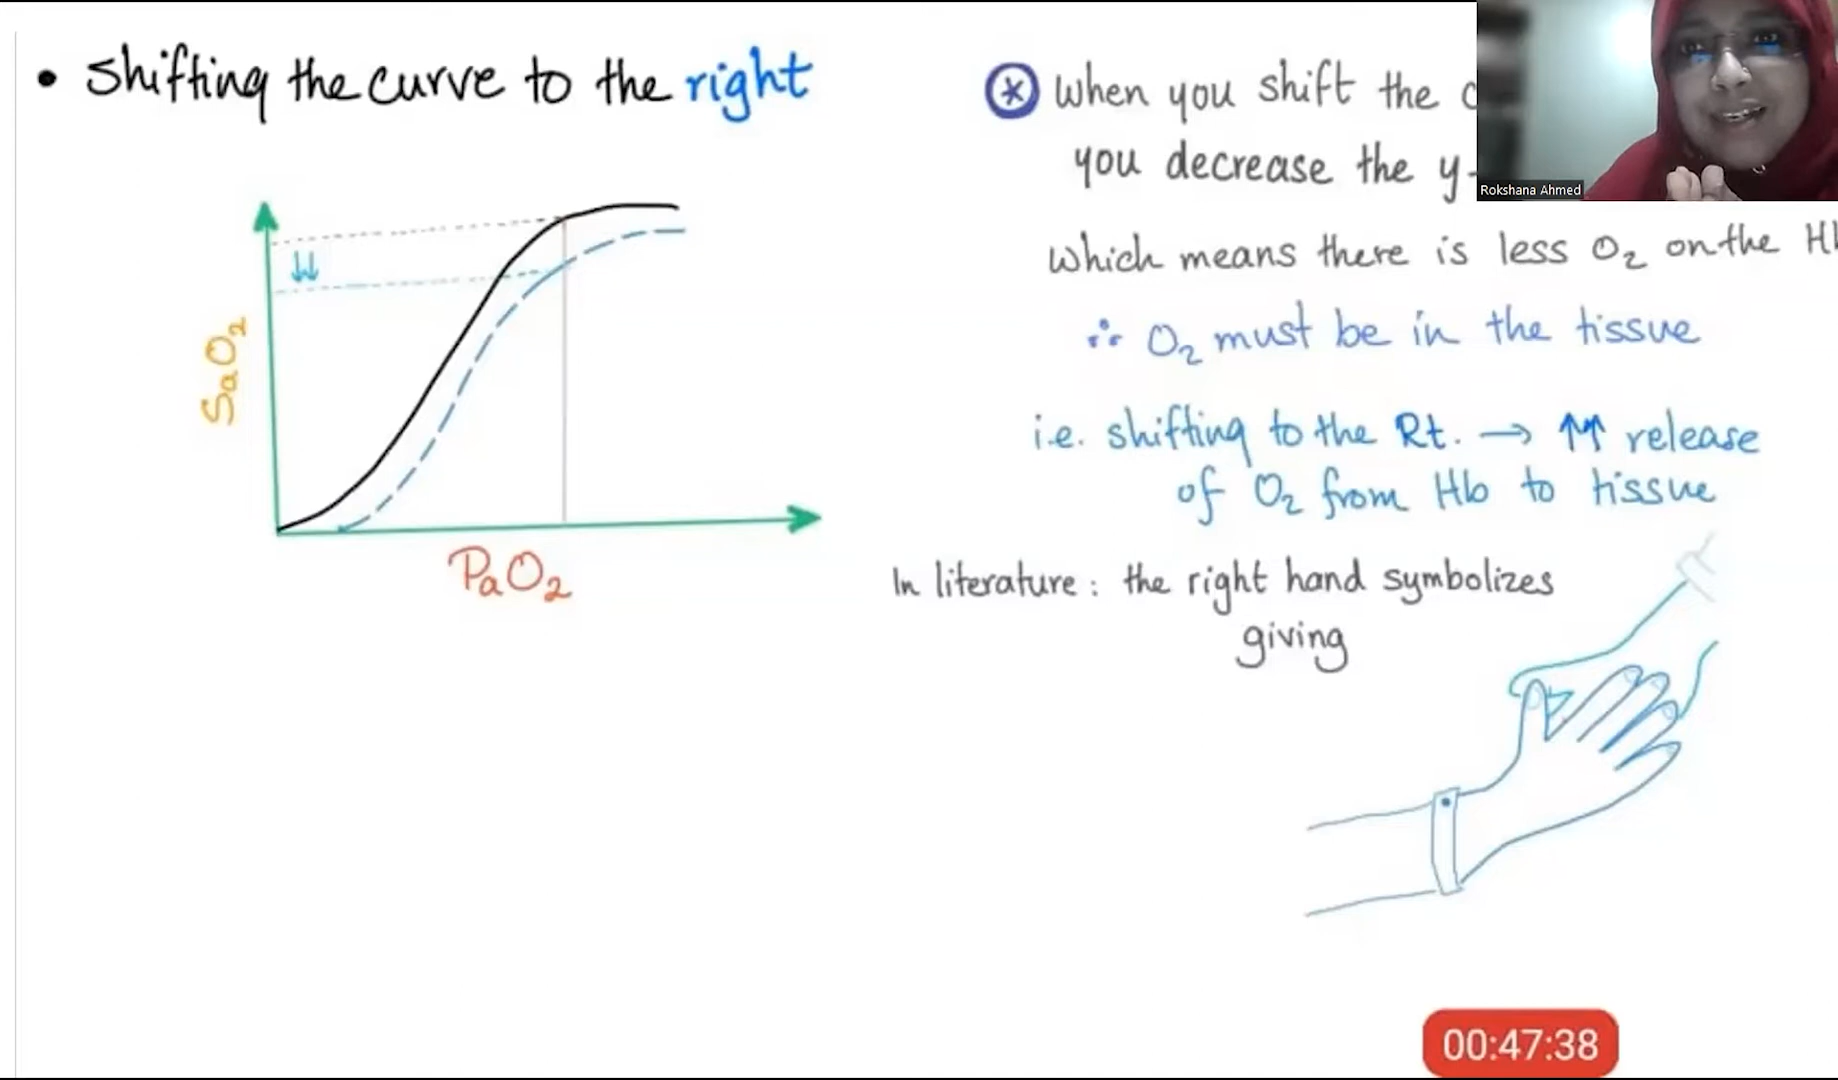 • Shifting the curve to the right
⊛ When you shift the c
you decrease the y-
Rokshana Ahmed
which means there is less O₂ on the Hb
∴ O₂ must be in the tissue
i.e. shifting to the Rt. → ↑↑ release
of O₂ from Hb to tissue
In literature: the right hand symbolizes
giving
↓↓
SaO₂
PaO₂
00:47:38